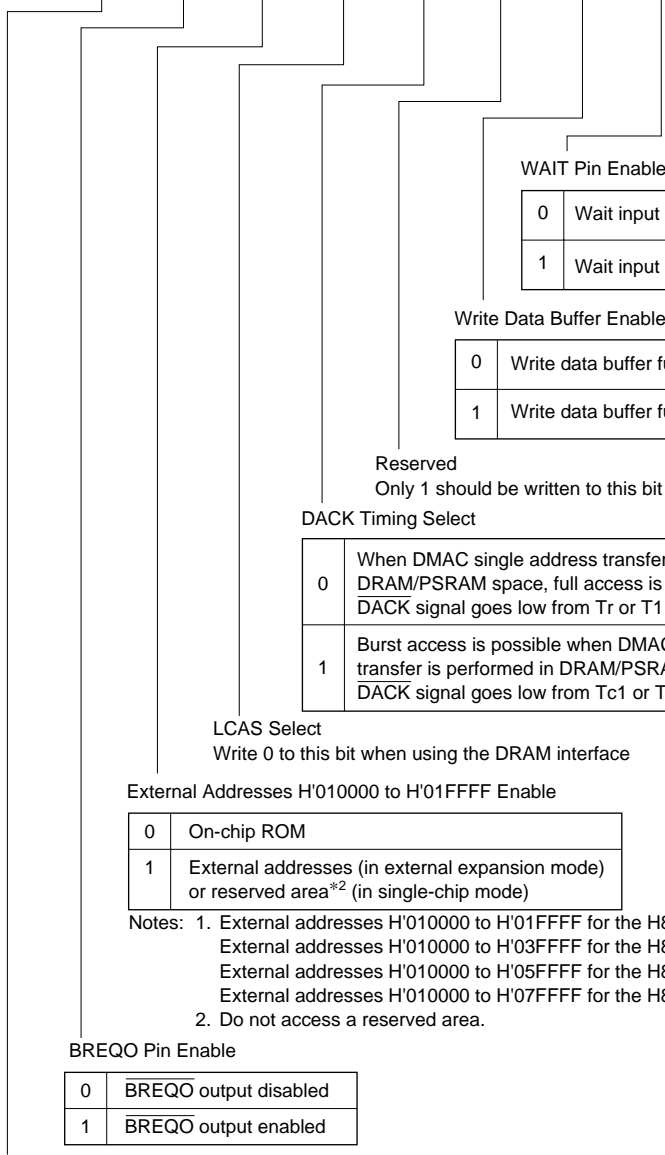 WAIT Pin Enable
0 Wait input
1 Wait input
Write Data Buffer Enable
0 Write data buffer
1 Write data buffer
Reserved
Only 1 should be written to this bit
DACK Timing Select
0 When DMAC single address transfer
DRAM/PSRAM space, full access is
DACK signal goes low from Tr or T1
1 Burst access is possible when DMAC
transfer is performed in
DACK signal goes low from Tc1 or
LCAS Select
Write 0 to this bit when using the DRAM interface
External Addresses H'010000 to H'01FFFF Enable
0 On-chip ROM
1 External addresses (in external expansion mode)
or reserved area*2 (in single-chip mode)
Notes: 1. External addresses H'010000 to H'01FFFF for the
External addresses H'010000 to H'03FFFF for the
External addresses H'010000 to H'05FFFF for the
External addresses H'010000 to H'07FFFF for the
2. Do not access a reserved area.
BREQO Pin Enable
0 BREQO output disabled
1 BREQO output enabled